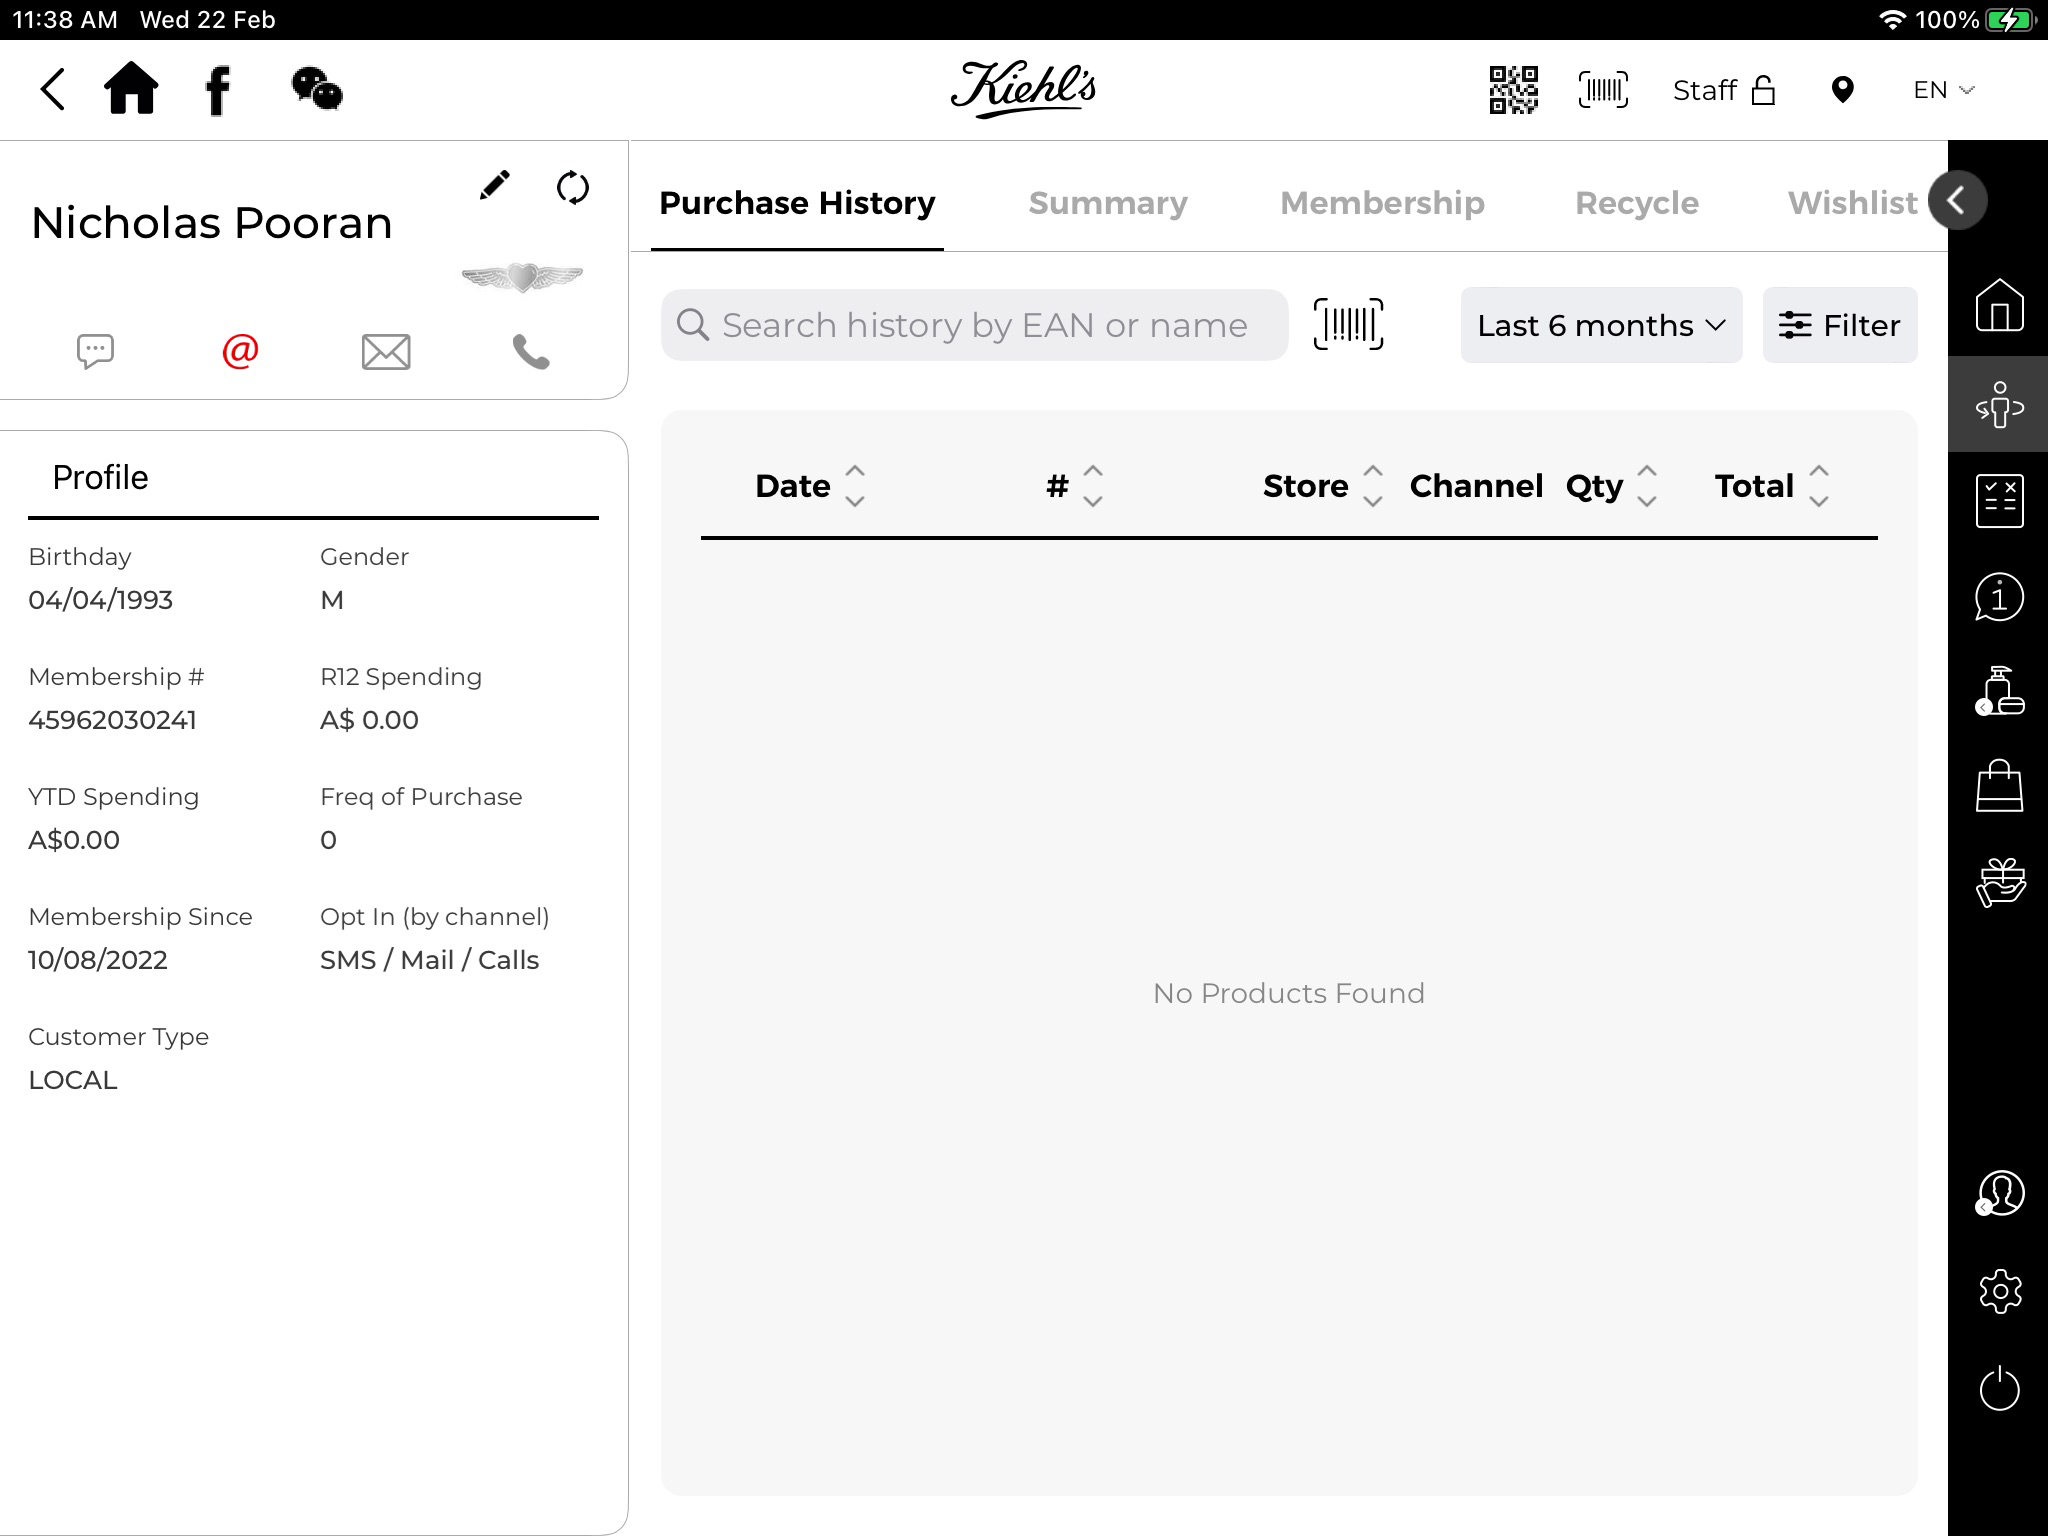 11:38 AM Wed 22 Feb
100%
Kiehl's
Staff
EN
Nicholas Pooran
@
Purchase History
Summary
Membership
Recycle
Wishlist
Search history by EAN or name
Last 6 months
Filter
Profile
Birthday
04/04/1993
Gender
M
Membership #
45962030241
R12 Spending
A$ 0.00
YTD Spending
A$0.00
Freq of Purchase
0
Membership Since
10/08/2022
Opt In (by channel)
SMS / Mail / Calls
Customer Type
LOCAL
Date
#
Store
Channel
Qty
Total
No Products Found